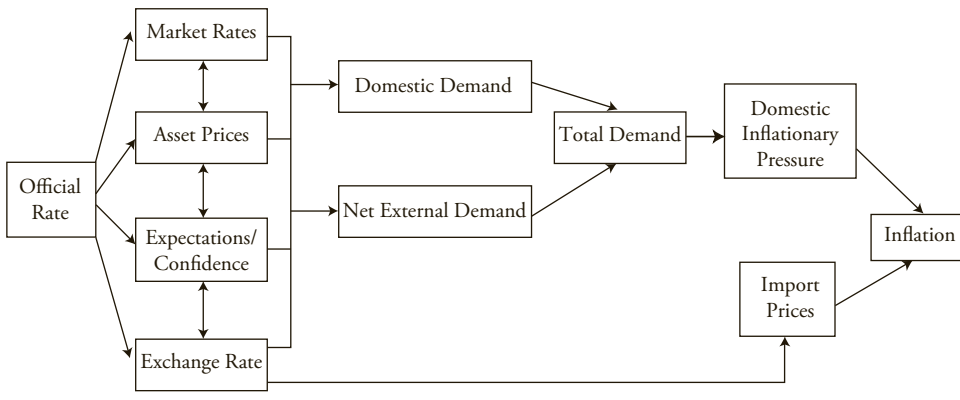 Market Rates
Asset Prices
Official
Rate
Expectations/
Confidence
Exchange Rate
Domestic Demand
Net External Demand
Total Demand
Domestic
Inflationary
Pressure
Import
Prices
Inflation